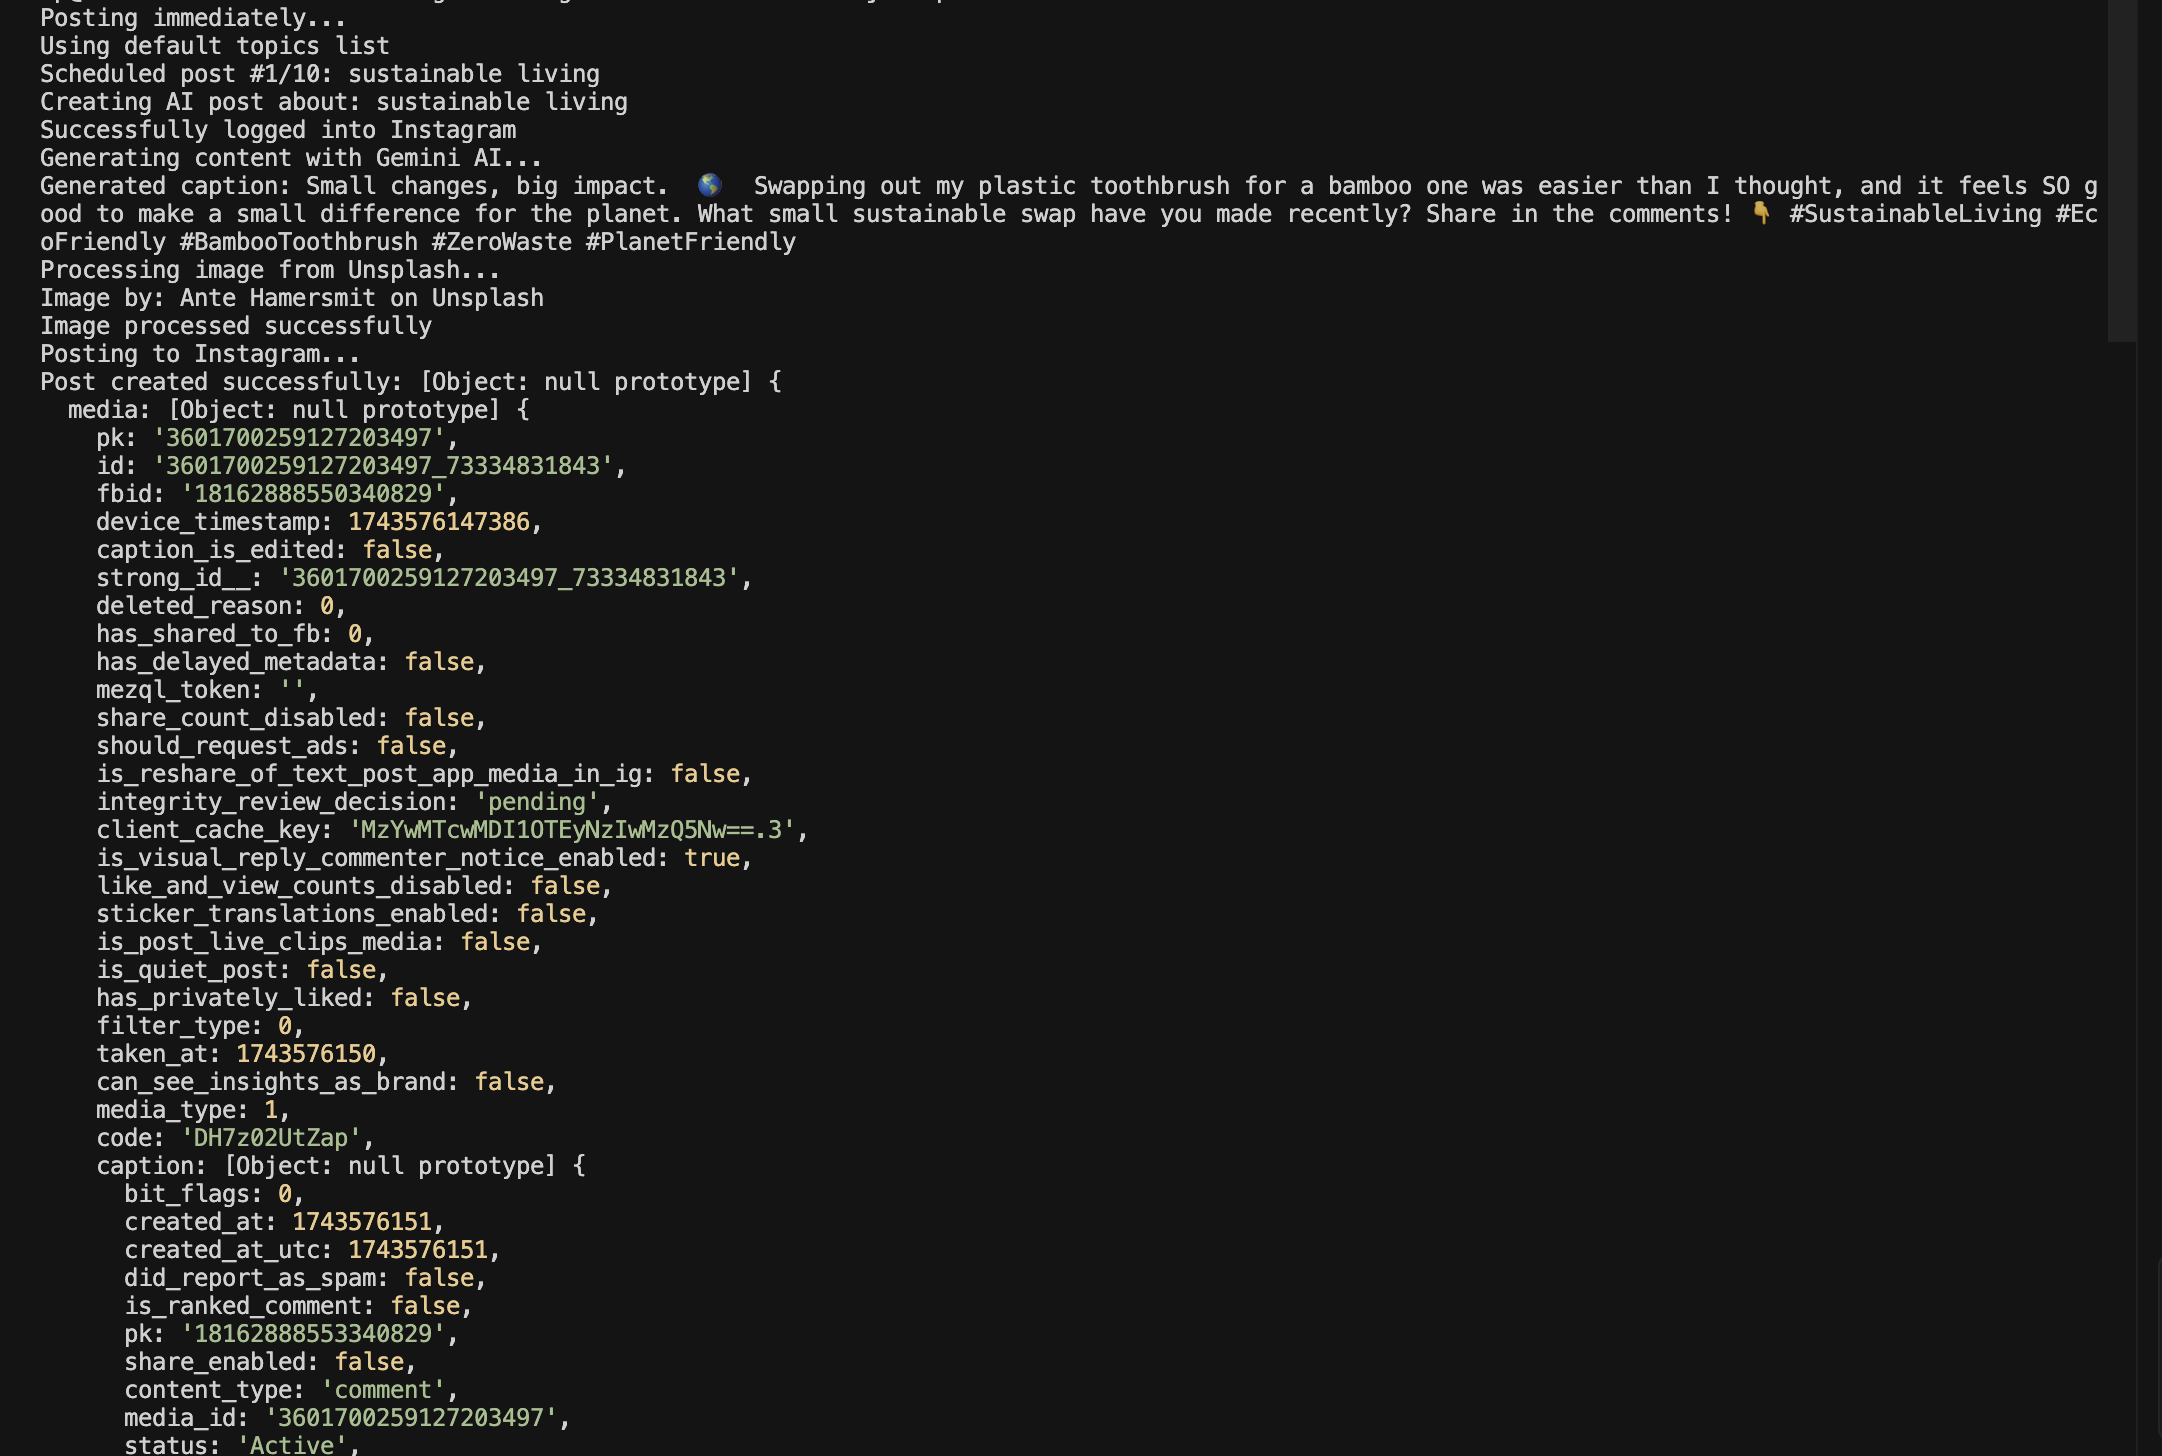 Posting immediately...
Using default topics list
Scheduled post #1/10: sustainable living
Creating AI post about: sustainable living
Successfully logged into Instagram
Generating content with Gemini AI...
Generated caption: Small changes, big impact. 🌎 Swapping out my plastic toothbrush for a bamboo one was easier than I thought, and it feels SO g
ood to make a small difference for the planet. What small sustainable swap have you made recently? Share in the comments! 👇 #SustainableLiving #Ec
oFriendly #BambooToothbrush #ZeroWaste #PlanetFriendly
Processing image from Unsplash...
Image by: Ante Hamersmit on Unsplash
Image processed successfully
Posting to Instagram...
Post created successfully: [Object: null prototype] {
  media: [Object: null prototype] {
    pk: '3601700259127203497',
    id: '3601700259127203497_73334831843',
    fbid: '18162888550340829',
    device_timestamp: 1743576147386,
    caption_is_edited: false,
    strong_id__: '3601700259127203497_73334831843',
    deleted_reason: 0,
    has_shared_to_fb: 0,
    has_delayed_metadata: false,
    mezql_token: '',
    share_count_disabled: false,
    should_request_ads: false,
    is_reshare_of_text_post_app_media_in_ig: false,
    integrity_review_decision: 'pending',
    client_cache_key: 'MzYwMTcwMDI1OTEyNzIwMzQ5Nw==.3',
    is_visual_reply_commenter_notice_enabled: true,
    like_and_view_counts_disabled: false,
    sticker_translations_enabled: false,
    is_post_live_clips_media: false,
    is_quiet_post: false,
    has_privately_liked: false,
    filter_type: 0,
    taken_at: 1743576150,
    can_see_insights_as_brand: false,
    media_type: 1,
    code: 'DH7z02UtZap',
    caption: [Object: null prototype] {
      bit_flags: 0,
      created_at: 1743576151,
      created_at_utc: 1743576151,
      did_report_as_spam: false,
      is_ranked_comment: false,
      pk: '18162888553340829',
      share_enabled: false,
      content_type: 'comment',
      media_id: '3601700259127203497',
      status: 'Active',